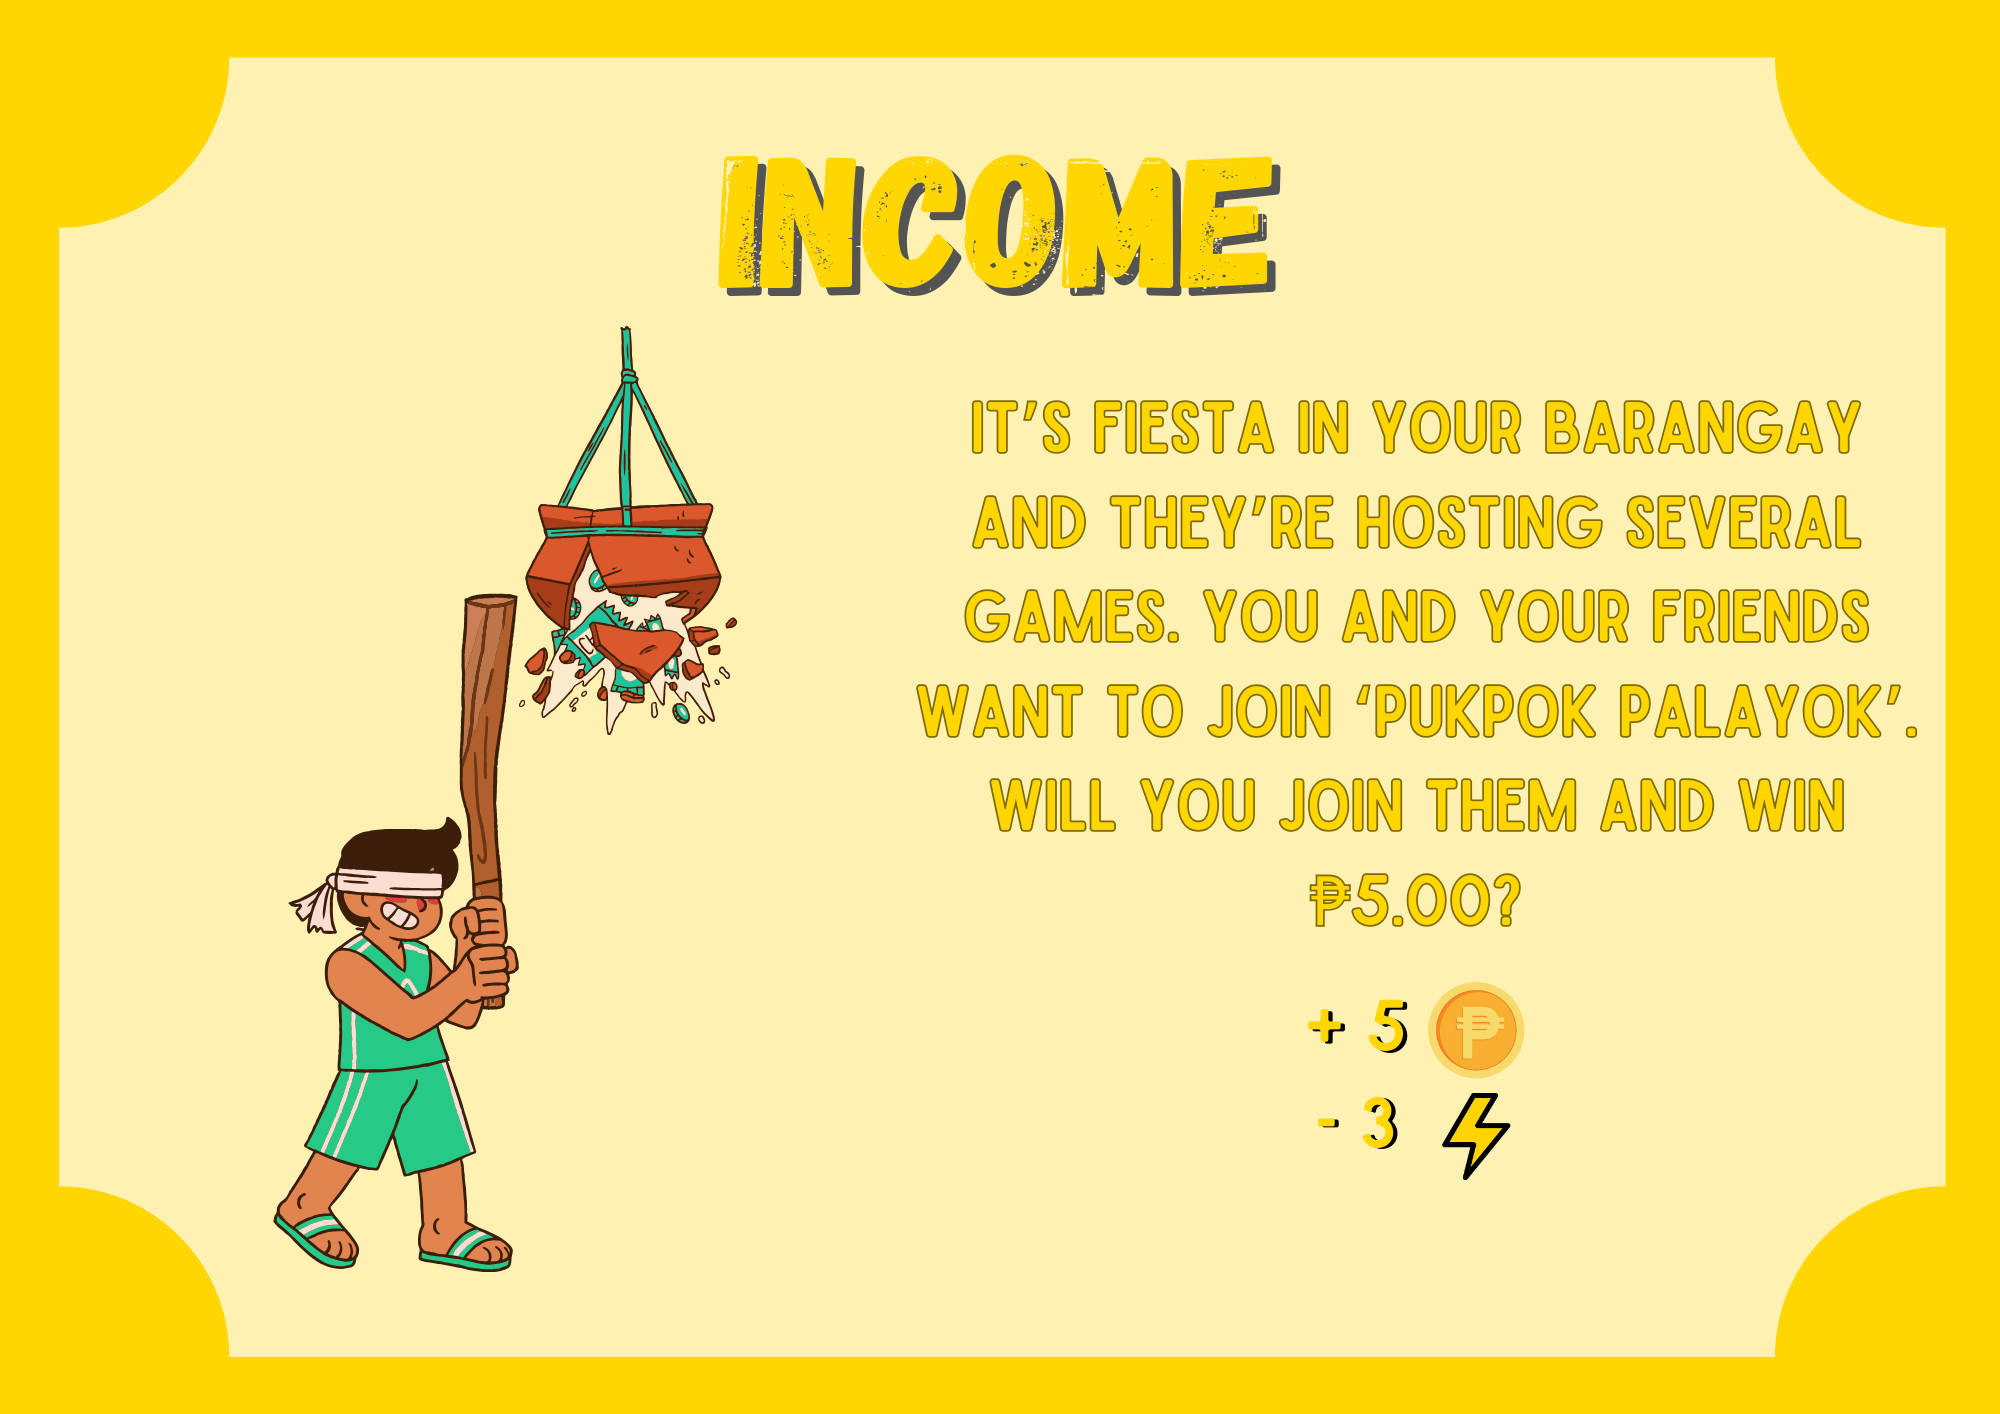 INCOME
IT'S FIESTA IN YOUR BARANGAY
AND THEY'RE HOSTING SEVERAL
GAMES. YOU AND YOUR FRIENDS
WANT TO JOIN ‘PUKPOK PALAYOK’.
WILL YOU JOIN THEM AND WIN
₱5.00?
+ 5 ₱
- 3